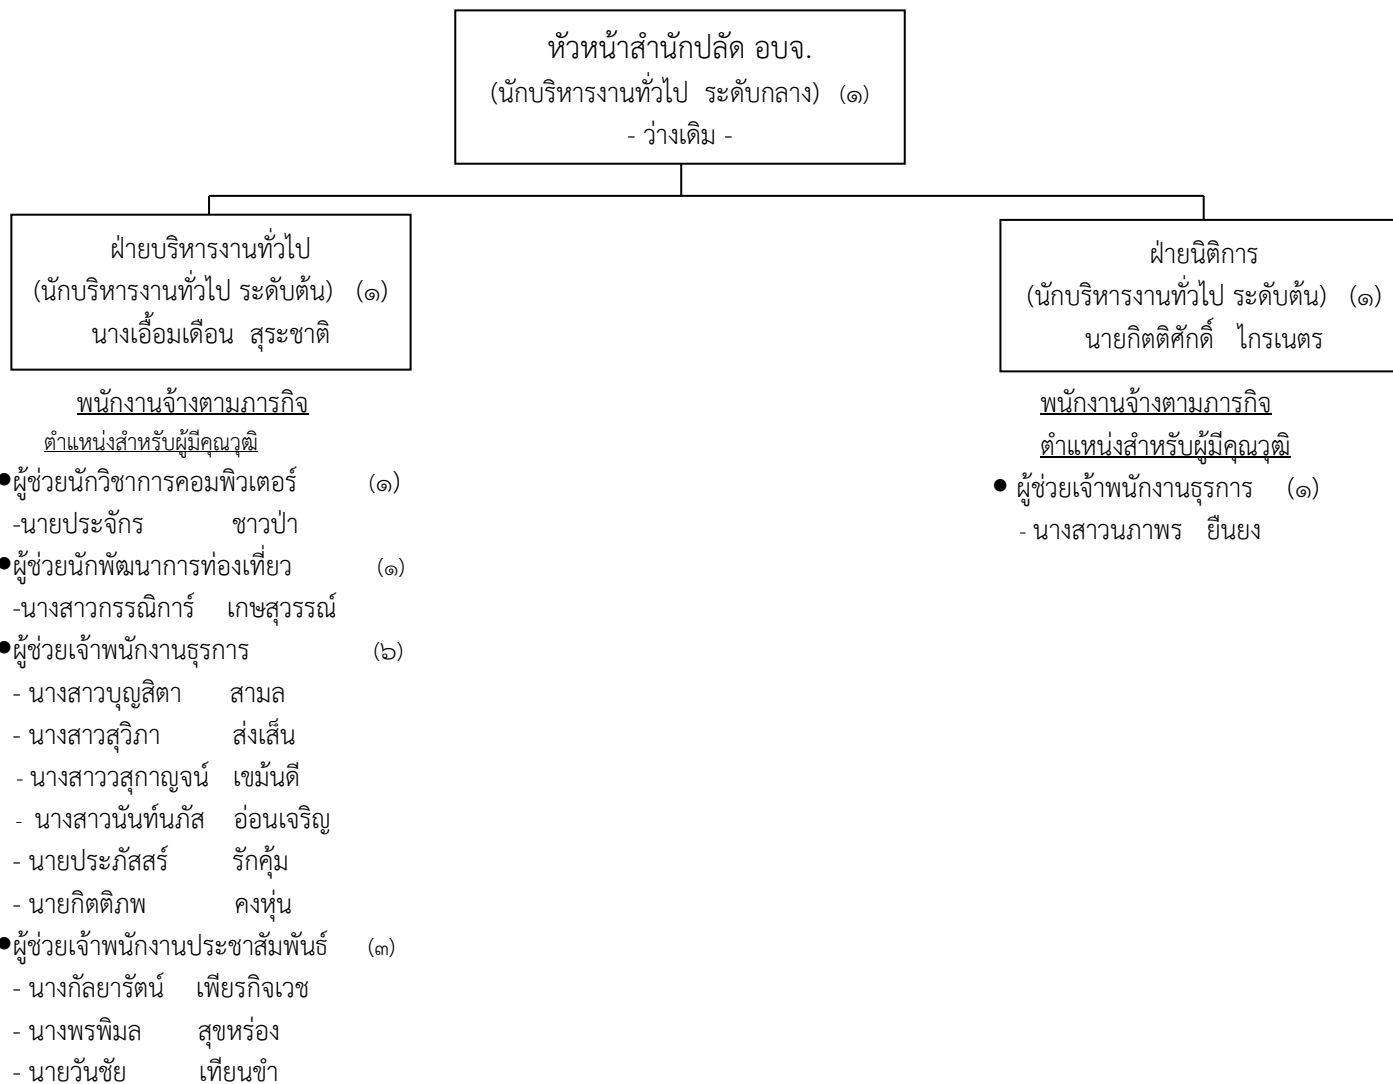 หัวหน้าสำนักปลัด อบจ.
(นักบริหารงานทั่วไป ระดับกลาง) (๑)
- ว่างเดิม -
ฝ่ายบริหารงานทั่วไป
(นักบริหารงานทั่วไป ระดับต้น) (๑)
นางเอื้อมเดือน สุระชาติ
พนักงานจ้างตามภารกิจ
ตำแหน่งสำหรับผู้มีคุณวุฒิ
●ผู้ช่วยนักวิชาการคอมพิวเตอร์ (๑)
-นายประจักร ชาวป่า
●ผู้ช่วยนักพัฒนาการท่องเที่ยว (๑)
-นางสาวกรรณิการ์ เกษสุวรรณ์
●ผู้ช่วยเจ้าพนักงานธุรการ (๖)
- นางสาวบุญสิตา สามล
- นางสาวสุวิภา ส่งเส็น
- นางสาววสุกาญจน์ เขม้นดี
- นางสาวนันท์นภัส อ่อนเจริญ
- นายประภัสสร์ รักคุ้ม
- นายกิตติภพ คงหุ่น
●ผู้ช่วยเจ้าพนักงานประชาสัมพันธ์ (๓)
- นางกัลยารัตน์ เพียรกิจเวช
- นางพรพิมล สุขหร่อง
- นายวันชัย เทียนขำ
ฝ่ายนิติการ
(นักบริหารงานทั่วไป ระดับต้น) (๑)
นายกิตติศักดิ์ ไกรเนตร
พนักงานจ้างตามภารกิจ
ตำแหน่งสำหรับผู้มีคุณวุฒิ
● ผู้ช่วยเจ้าพนักงานธุรการ (๑)
- นางสาวนภาพร ยืนยง